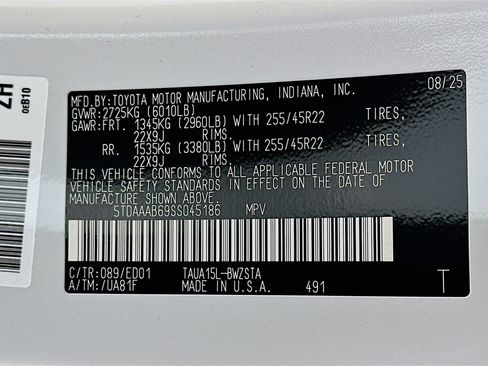 MFD.BY:TOYOTA MOTOR MANUFACTURING, INDIANA, INC. 08/25
GVWR:2725KG (6010LB)
GAWR:FRT. 1345KG (2960LB) WITH 255/45R22 TIRES,
22X9J RIMS.
RR. 1535KG (3380LB) WITH 255/45R22 TIRES,
22X9J RIMS.
THIS VEHICLE CONFORMS TO ALL APPLICABLE FEDERAL MOTOR
VEHICLE SAFETY STANDARDS IN EFFECT ON THE DATE OF
MANUFACTURE SHOWN ABOVE.
5TDAAAB69SS045186 MPV
C/TR:089/ED01 TAUA15L-BWZSTA
A/TM:/UA81F MADE IN U.S.A. 491 T